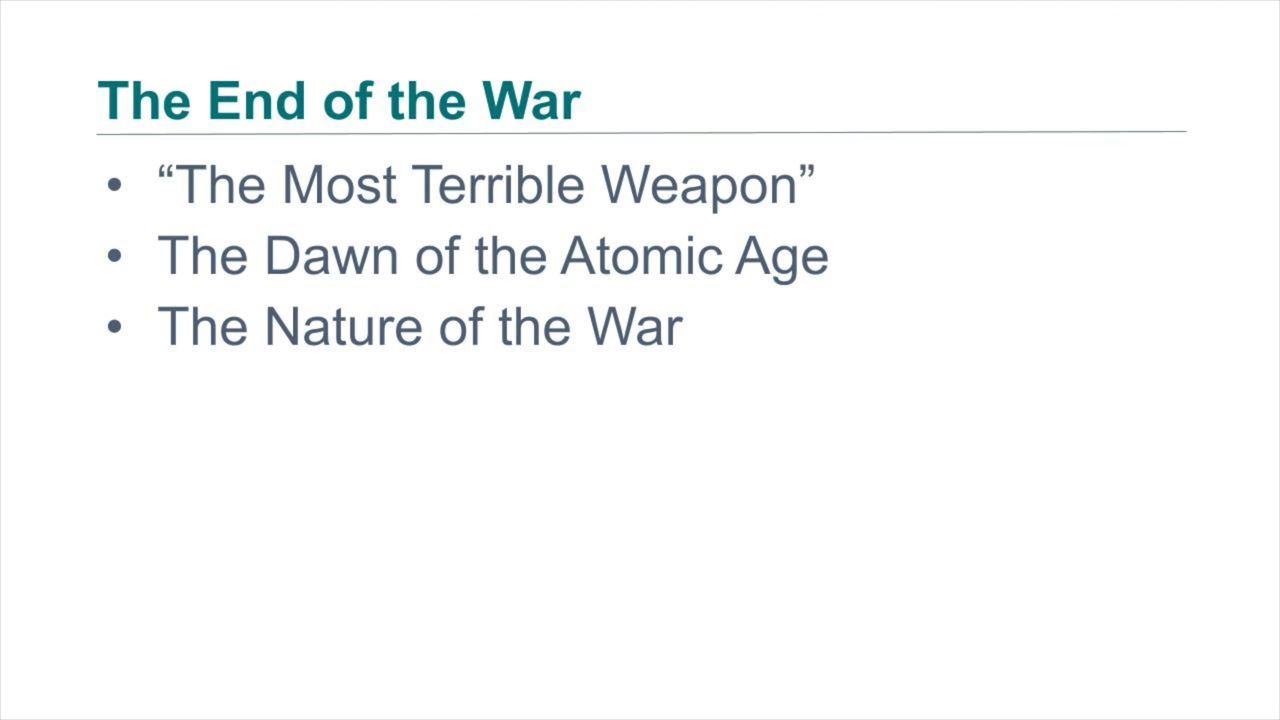 The End of the War
• “The Most Terrible Weapon”
• The Dawn of the Atomic Age
• The Nature of the War